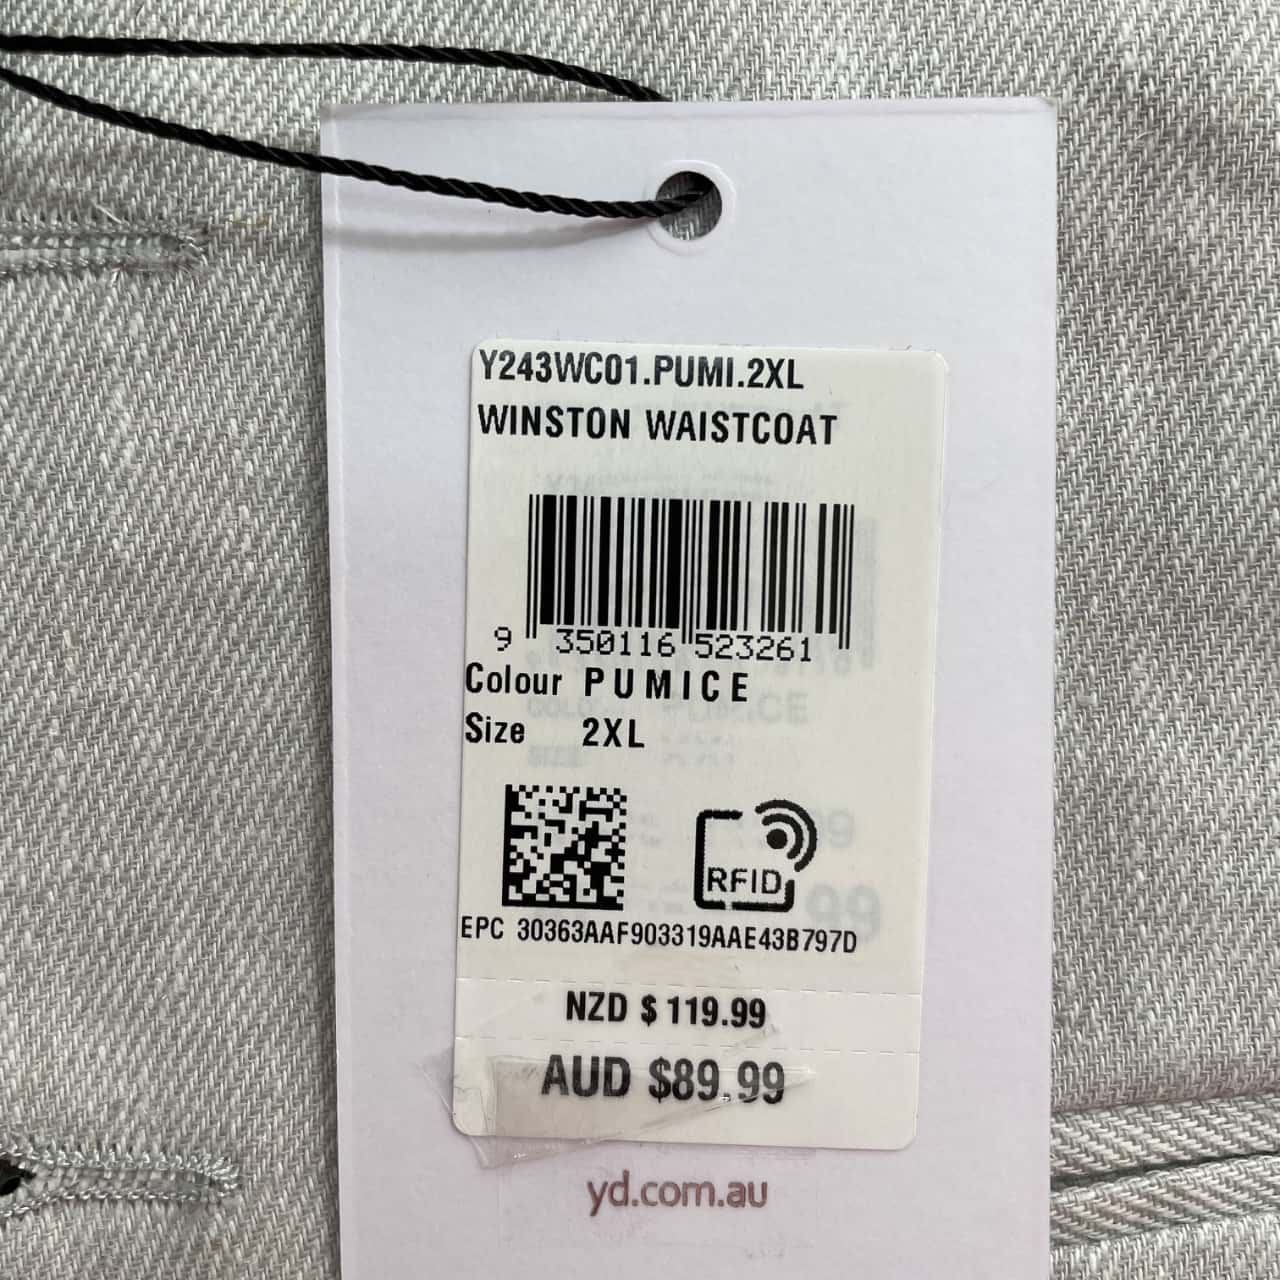 Y243WC01.PUMI.2XL
WINSTON WAISTCOAT
9 350116 523261
Colour PUMICE
Size 2XL
RFID
EPC 30363AAF903319AAE43B797D
NZD $ 119.99
AUD $89.99
yd.com.au